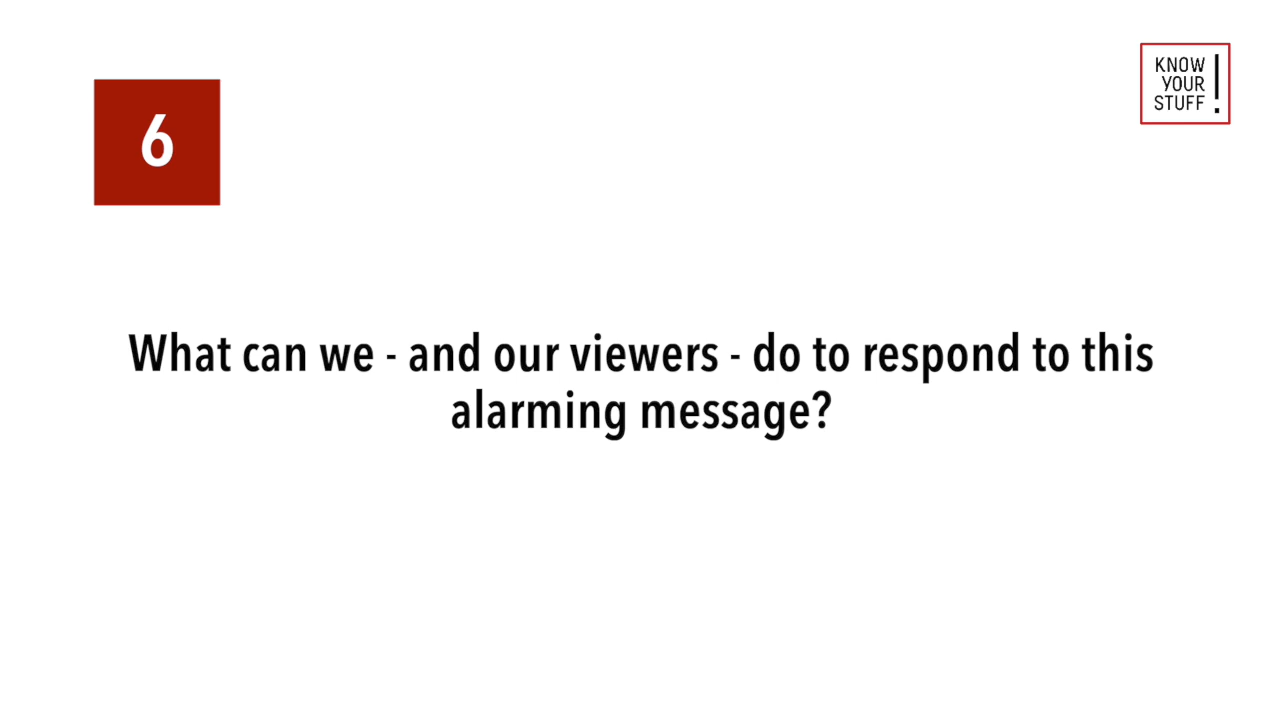 6
KNOW
YOUR
STUFF!
What can we - and our viewers - do to respond to this
alarming message?